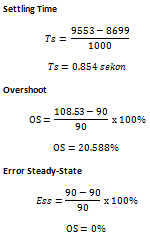 Settling Time
Ts = 9553 − 8699 / 1000
Ts = 0.854 sekon
Overshoot
OS = 108.53 − 90 / 90 x 100%
OS = 20.588%
Error Steady-State
Ess = 90 − 90 / 90 x 100%
OS = 0%